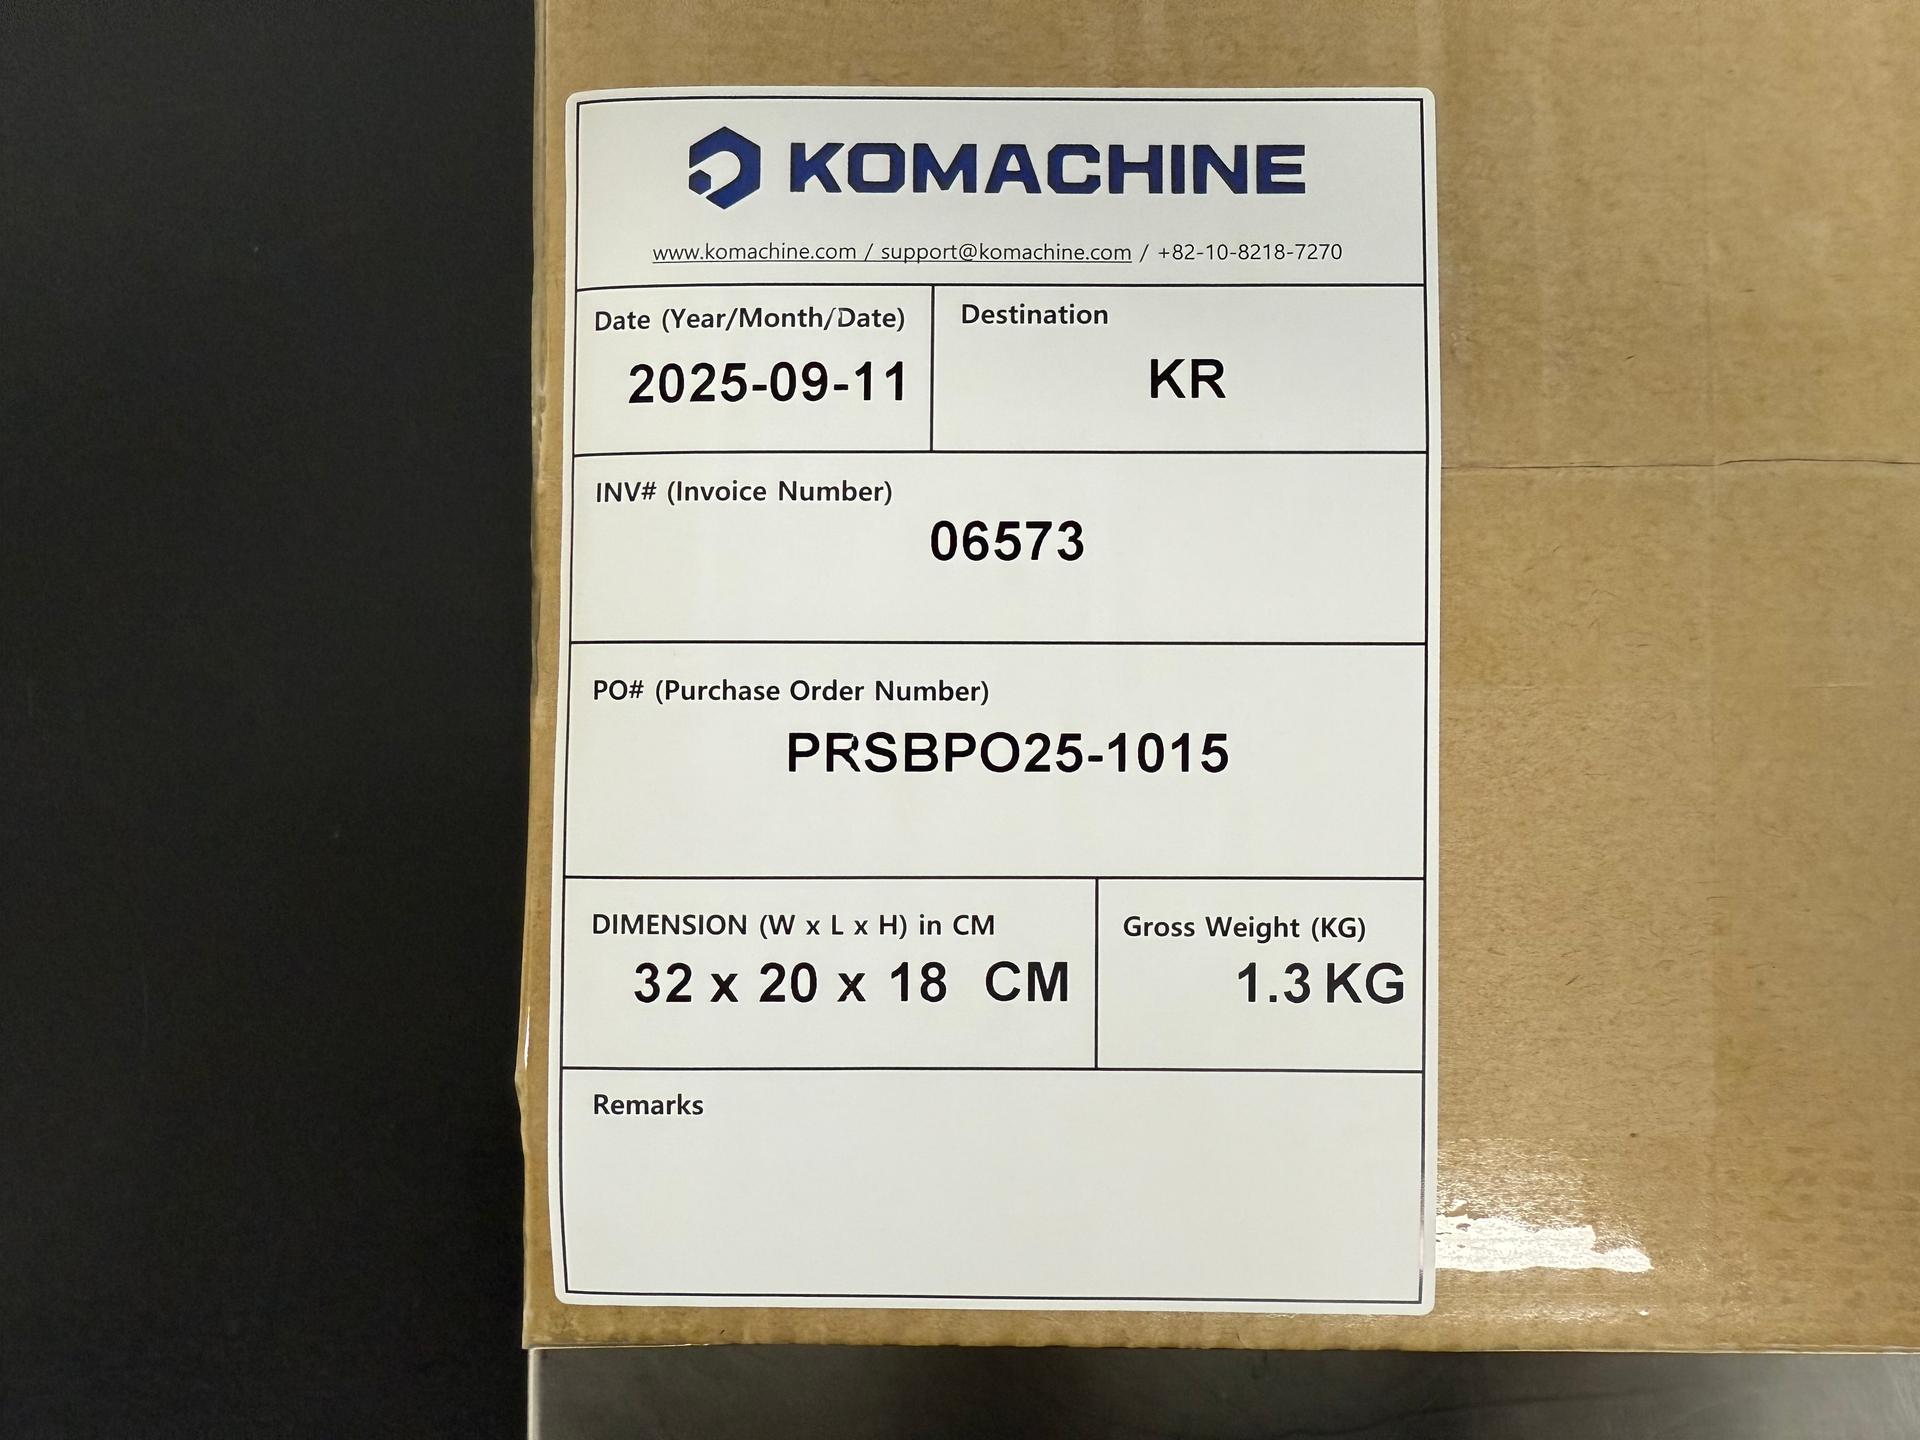 KOMACHINE
www.komachine.com / support@komachine.com / +82-10-8218-7270
Date (Year/Month/Date)
2025-09-11
Destination
KR
INV# (Invoice Number)
06573
PO# (Purchase Order Number)
PRSBPO25-1015
DIMENSION (W x L x H) in CM
32 x 20 x 18 CM
Gross Weight (KG)
1.3 KG
Remarks